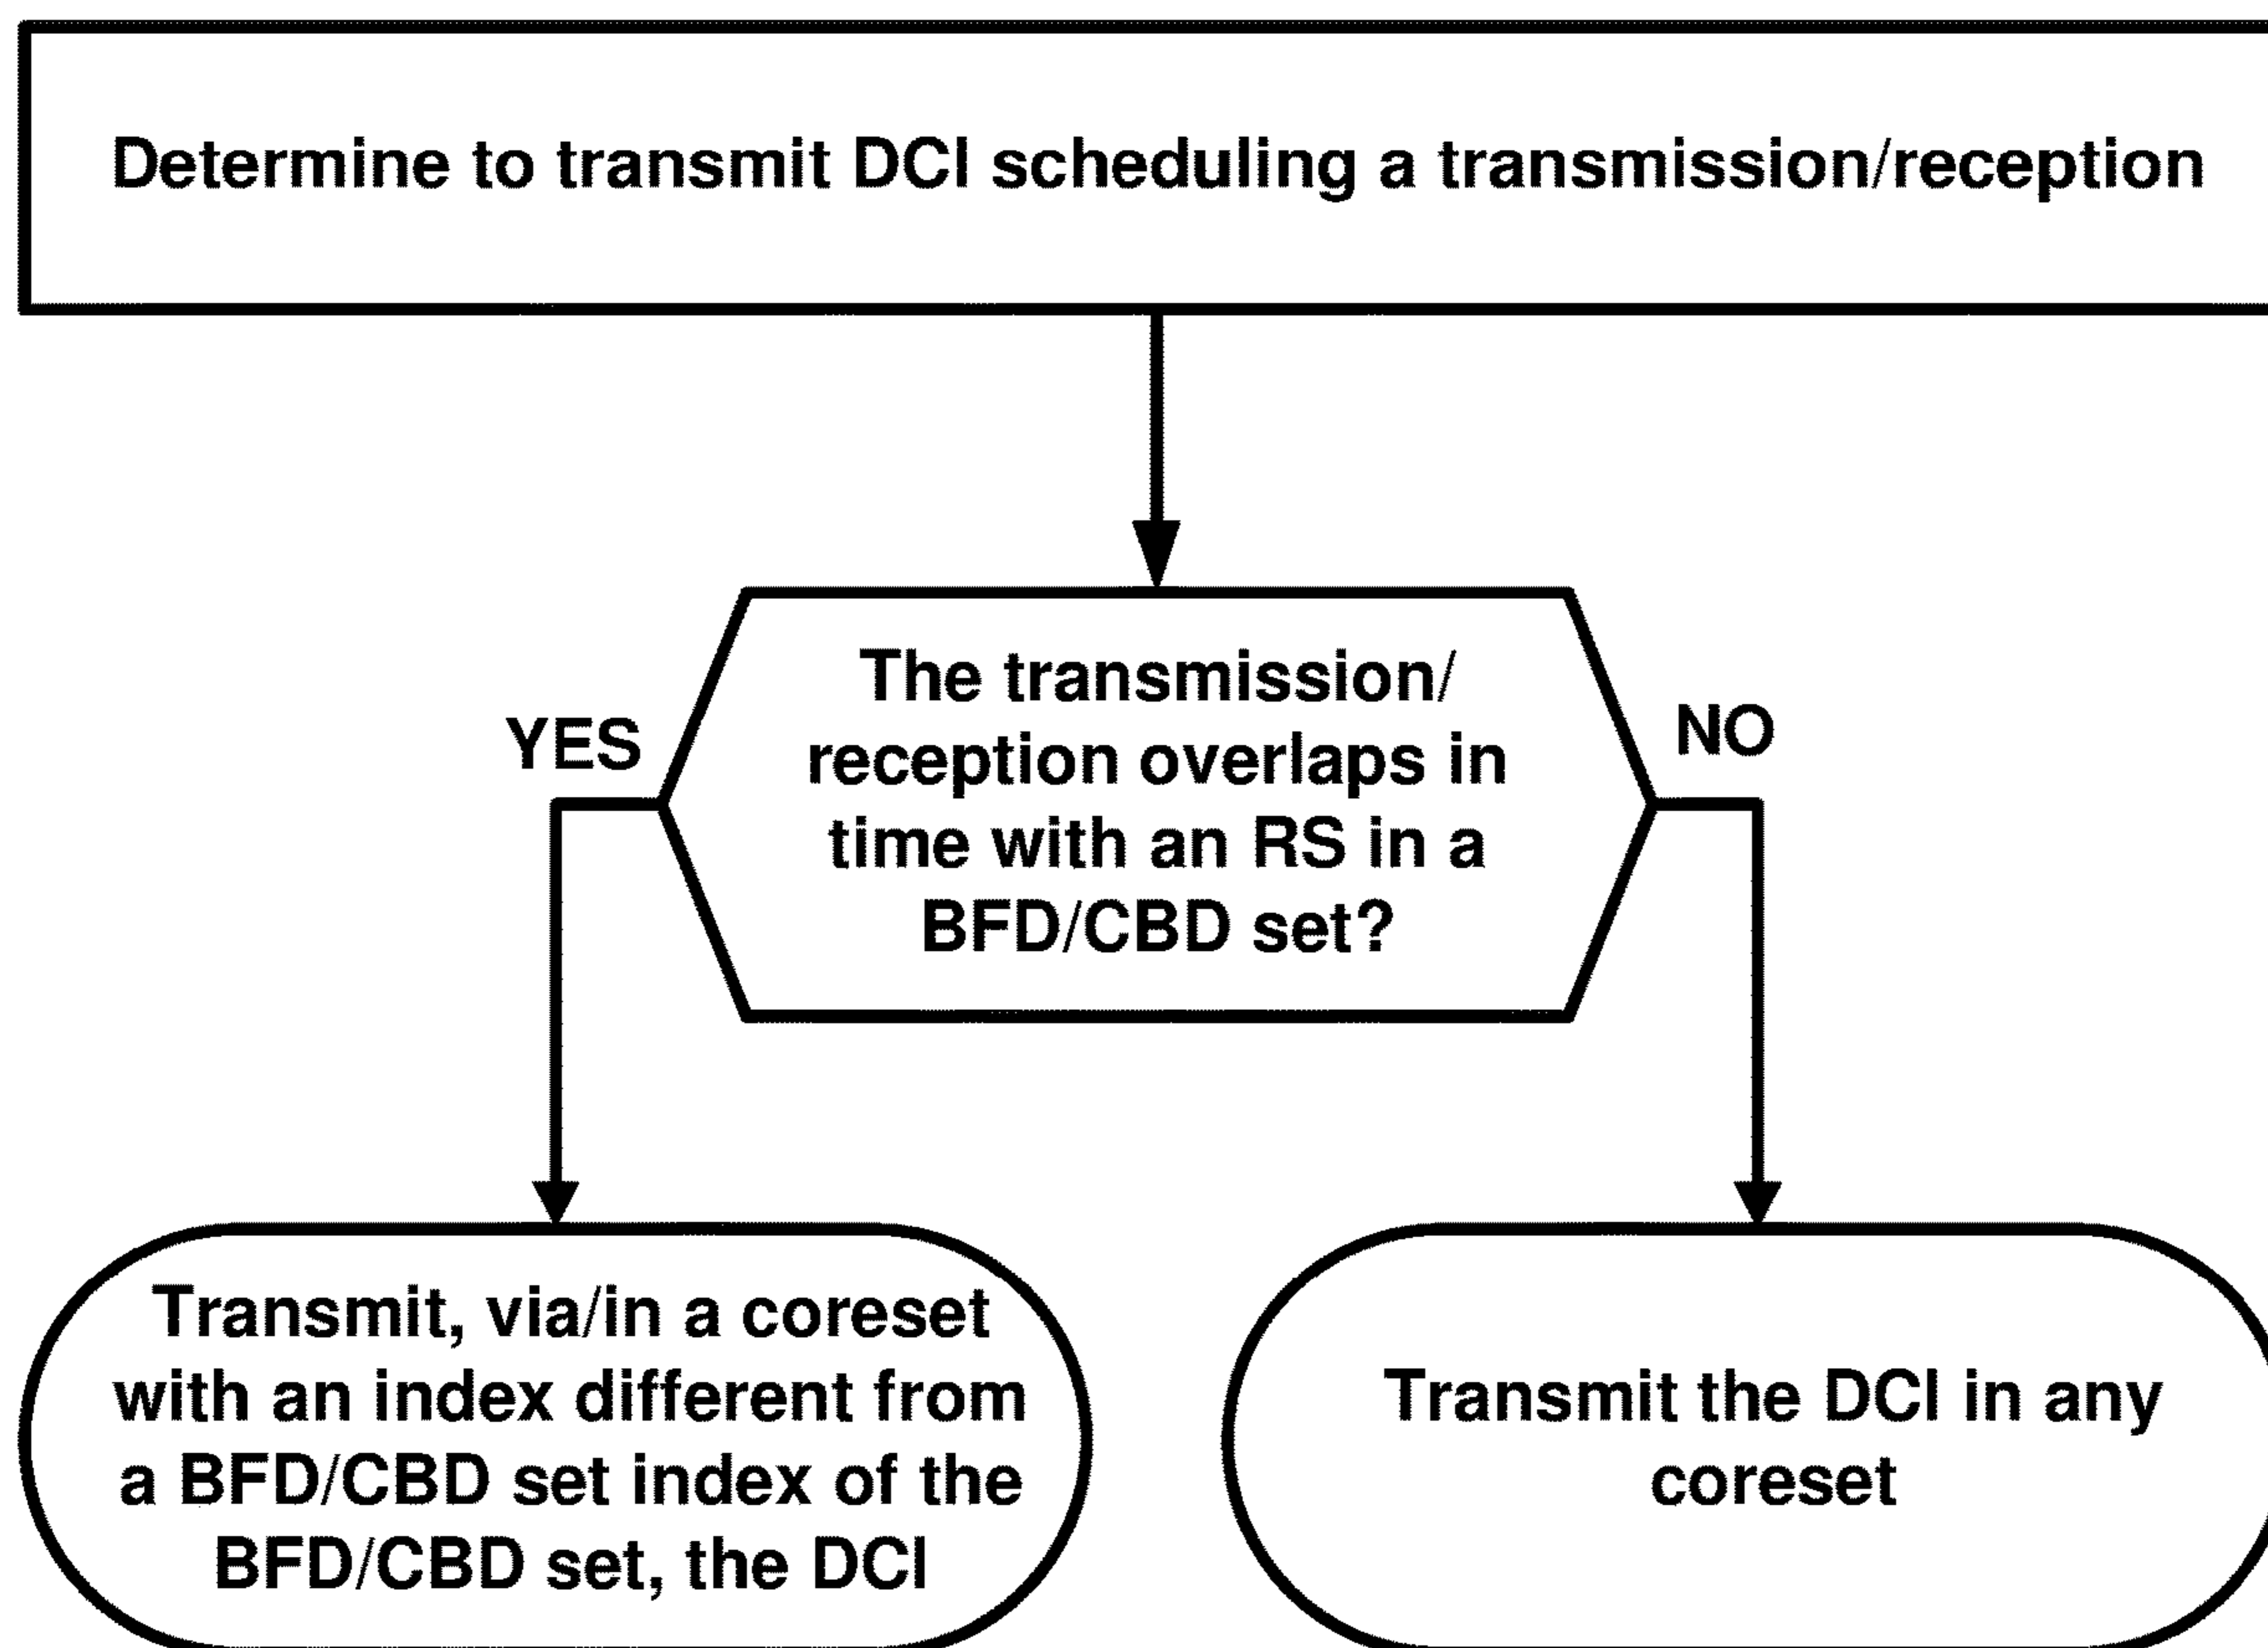 Determine to transmit DCI scheduling a transmission/reception
The transmission/
reception overlaps in
time with an RS in a
BFD/CBD set?
YES
NO
Transmit, via/in a coreset
with an index different from
a BFD/CBD set index of the
BFD/CBD set, the DCI
Transmit the DCI in any
coreset